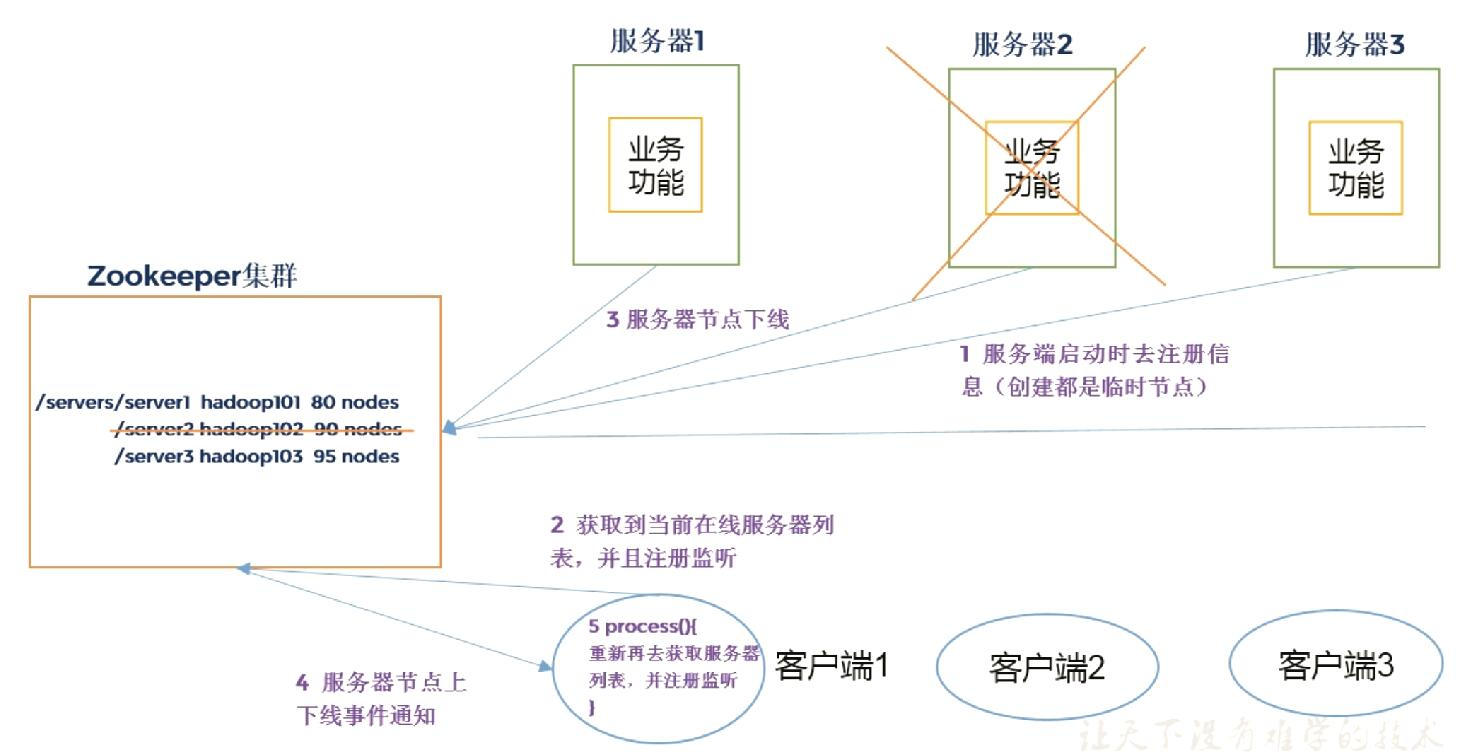 服务器1
服务器2
服务器3
业务
功能
业务
功能
业务
功能
Zookeeper集群
3 服务器节点下线
1 服务端启动时去注册信
息（创建都是临时节点）
/servers/server1 hadoop101 80 nodes
/server2 hadoop102 90 nodes
/server3 hadoop103 95 nodes
2 获取到当前在线服务器列
表，并且注册监听
5 process(){
重新再去获取服务器
列表，并注册监听
}
客户端1
客户端2
客户端3
4 服务器节点上
下线事件通知
让天下没有难学的技术